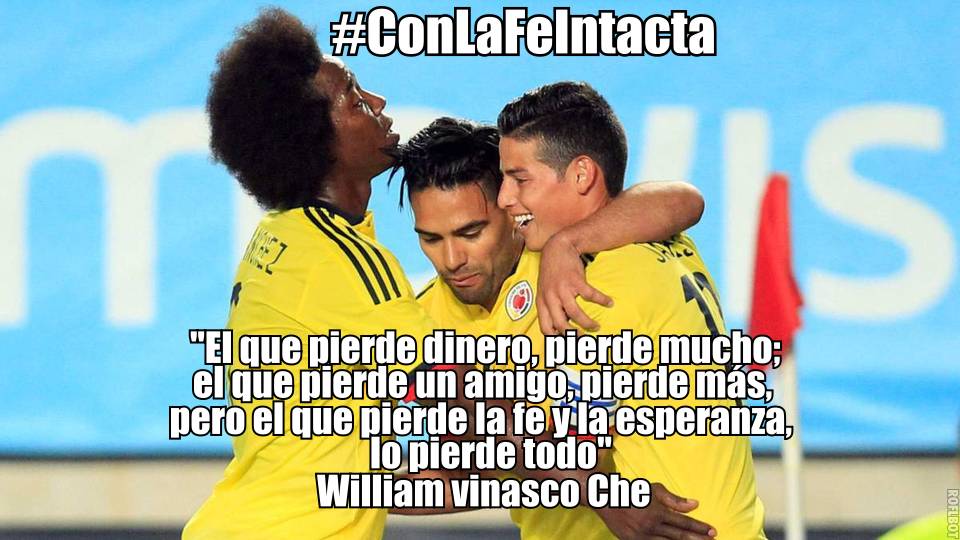 #ConLaFeIntacta
"El que pierde dinero, pierde mucho;
el que pierde un amigo, pierde más,
pero el que pierde la fe y la esperanza,
lo pierde todo"
William vinasco Che
ROFLBOT